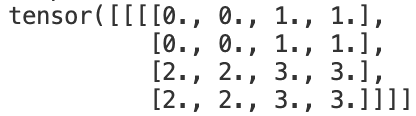 tensor([[[[0., 0., 1., 1.],
          [0., 0., 1., 1.],
          [2., 2., 3., 3.],
          [2., 2., 3., 3.]]]]